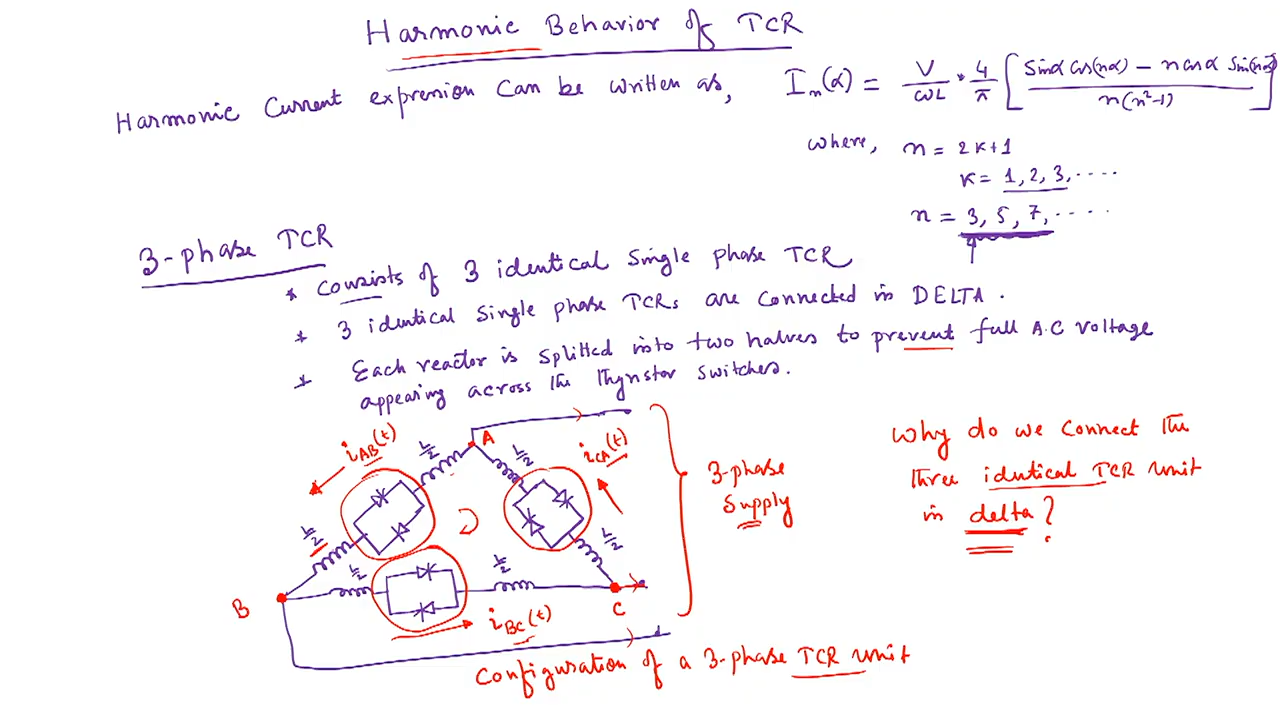 Harmonic Behavior of TCR
Harmonic Current expression Can be written as, Iₙ(α) = V/ωL * 4/π [ (Sinα Cos(nα) − n cosα Sin(nα)) / n(n²-1) ]
where, n = 2K+1
K = 1, 2, 3, ....
n = 3, 5, 7, ....
3-phase TCR
* Consists of 3 identical Single phase TCR
* 3 identical Single phase TCRs are connected in DELTA.
* Each reactor is splitted into two halves to prevent full A.C voltage
appearing across the thyristor switches.
i_AB(t)
L/2
A
L/2
i_CA(t)
3-phase
Supply
L/2
L/2
L/2
L/2
B
C
i_BC(t)
Configuration of a 3-phase TCR unit
Why do we connect the
three identical TCR unit
in delta?